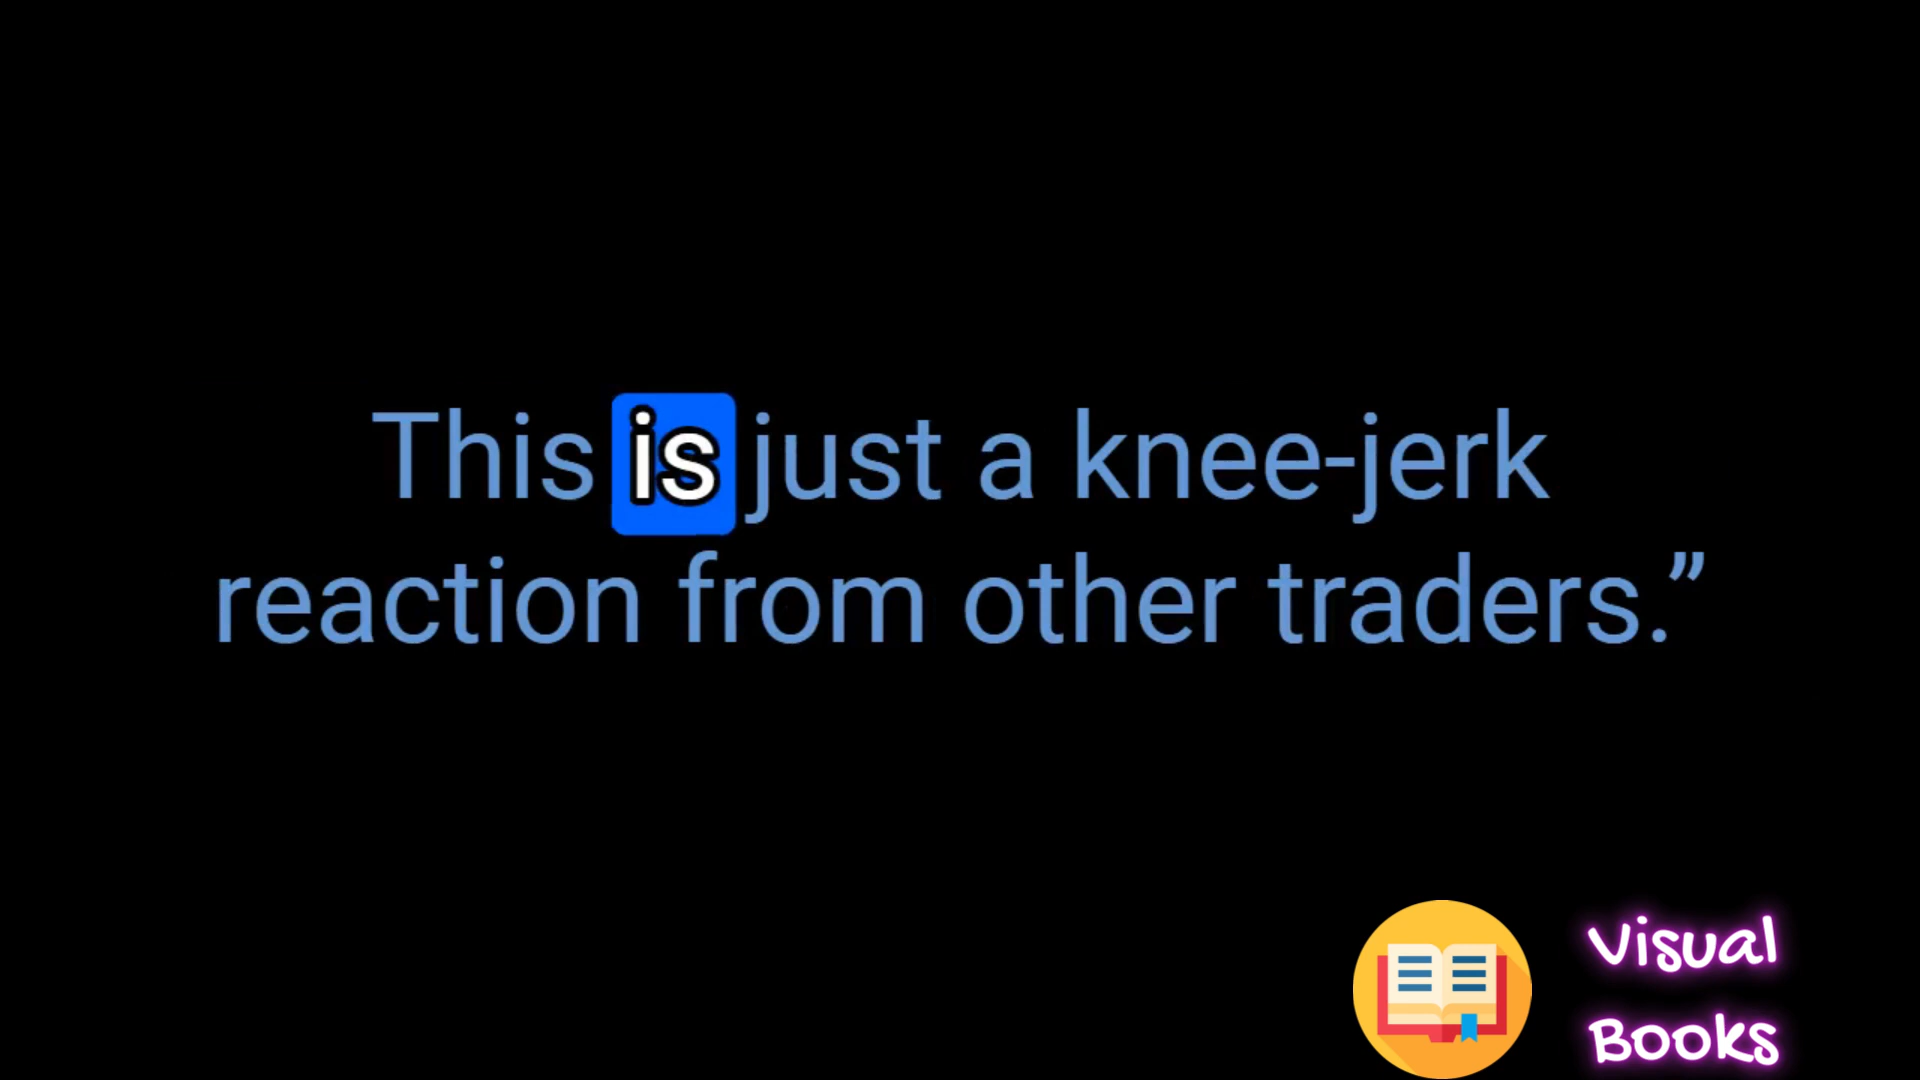 This is just a knee-jerk
reaction from other traders.”
Visual
Books